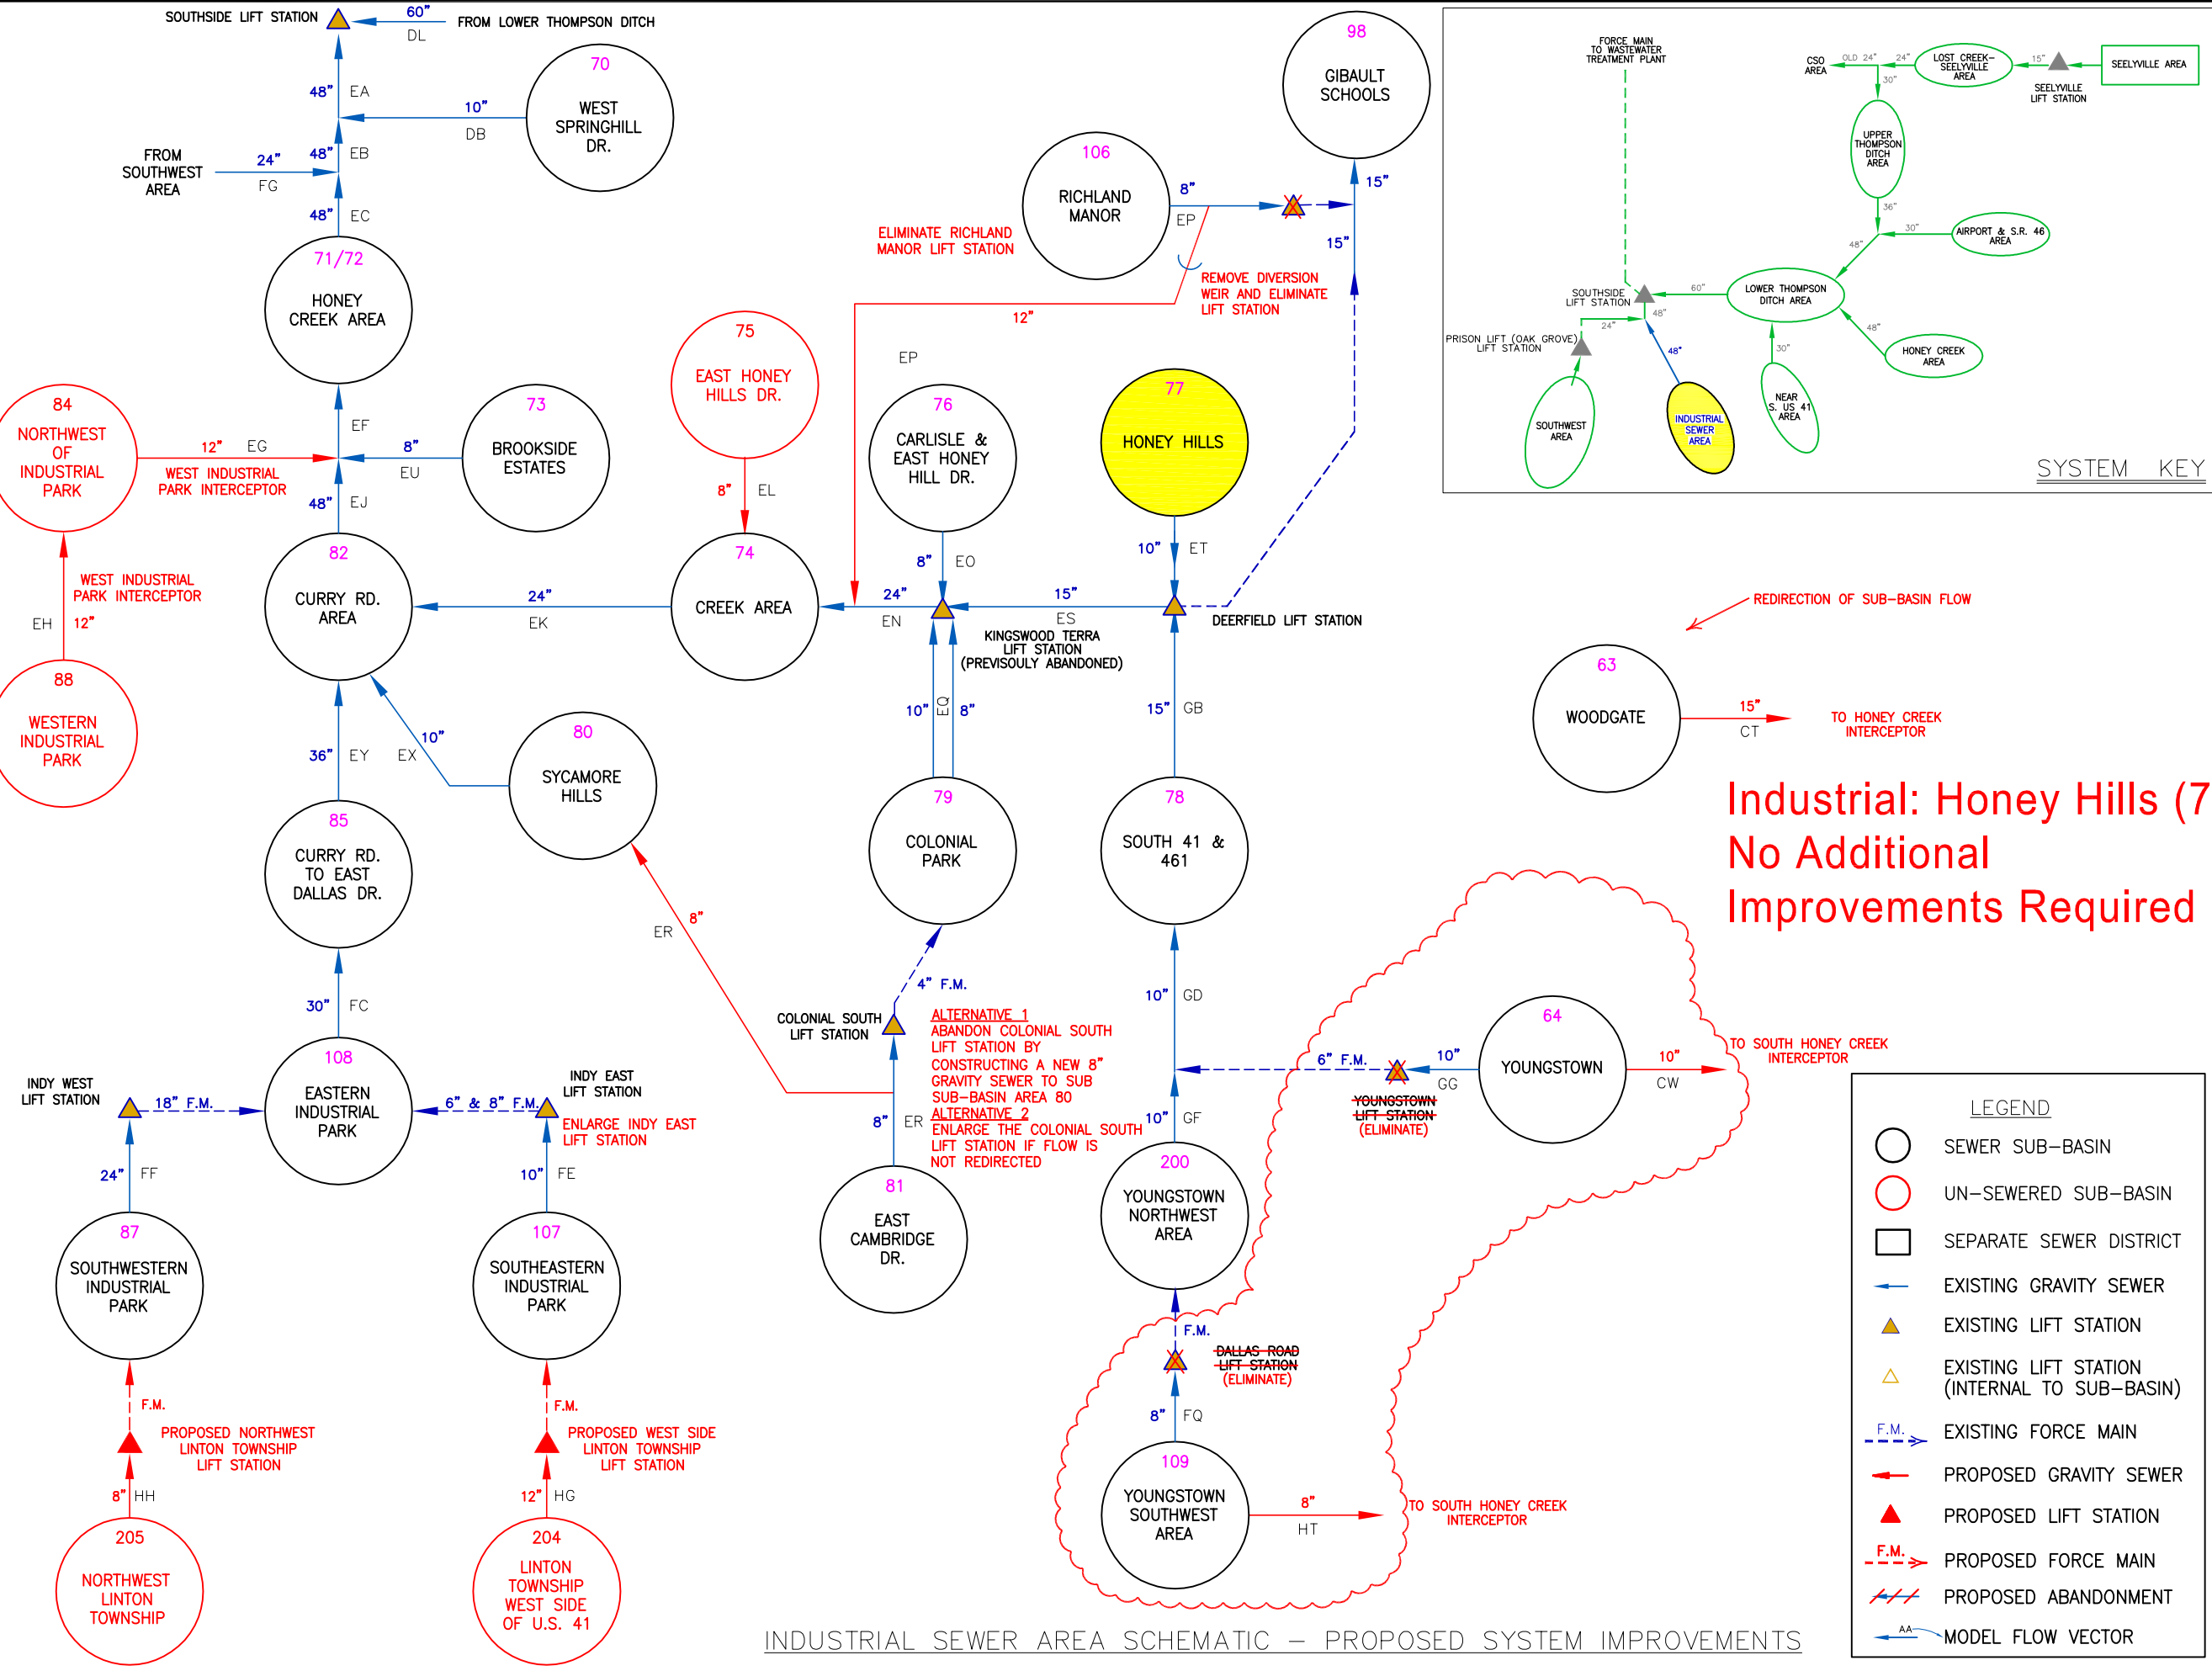 SOUTHSIDE LIFT STATION
60"
DL
FROM LOWER THOMPSON DITCH
48" EA
10"
DB
70
WEST
SPRINGHILL
DR.
48" EB
FROM
SOUTHWEST
AREA
24"
FG
48" EC
71/72
HONEY
CREEK AREA
98
GIBAULT
SCHOOLS
106
RICHLAND
MANOR
8"
EP
15"
15"
ELIMINATE RICHLAND
MANOR LIFT STATION
REMOVE DIVERSION
WEIR AND ELIMINATE
LIFT STATION
12"
EP
75
EAST HONEY
HILLS DR.
8" EL
76
CARLISLE &
EAST HONEY
HILL DR.
8" EO
77
HONEY HILLS
10" ET
84
NORTHWEST
OF
INDUSTRIAL
PARK
12" EG
WEST INDUSTRIAL
PARK INTERCEPTOR
EF
8"
EU
73
BROOKSIDE
ESTATES
48" EJ
WEST INDUSTRIAL
PARK INTERCEPTOR
EH 12"
88
WESTERN
INDUSTRIAL
PARK
82
CURRY RD.
AREA
24"
EK
74
CREEK AREA
24"
EN
15"
ES
DEERFIELD LIFT STATION
KINGSWOOD TERRA
LIFT STATION
(PREVISOULY ABANDONED)
10" EQ 8"
15" GB
36" EY
10"
EX
80
SYCAMORE
HILLS
79
COLONIAL
PARK
78
SOUTH 41 &
461
85
CURRY RD.
TO EAST
DALLAS DR.
8"
ER
4" F.M.
COLONIAL SOUTH
LIFT STATION
ALTERNATIVE 1
ABANDON COLONIAL SOUTH
LIFT STATION BY
CONSTRUCTING A NEW 8"
GRAVITY SEWER TO SUB
SUB-BASIN AREA 80
ALTERNATIVE 2
ENLARGE THE COLONIAL SOUTH
LIFT STATION IF FLOW IS
NOT REDIRECTED
8" ER
81
EAST
CAMBRIDGE
DR.
10" GD
10" GF
30" FC
108
EASTERN
INDUSTRIAL
PARK
INDY WEST
LIFT STATION
18" F.M.
6" & 8" F.M.
INDY EAST
LIFT STATION
ENLARGE INDY EAST
LIFT STATION
24" FF
10" FE
87
SOUTHWESTERN
INDUSTRIAL
PARK
107
SOUTHEASTERN
INDUSTRIAL
PARK
F.M.
PROPOSED NORTHWEST
LINTON TOWNSHIP
LIFT STATION
8" HH
205
NORTHWEST
LINTON
TOWNSHIP
F.M.
PROPOSED WEST SIDE
LINTON TOWNSHIP
LIFT STATION
12" HG
204
LINTON
TOWNSHIP
WEST SIDE
OF U.S. 41
200
YOUNGSTOWN
NORTHWEST
AREA
F.M.
DALLAS ROAD
LIFT STATION
(ELIMINATE)
8" FQ
109
YOUNGSTOWN
SOUTHWEST
AREA
8"
HT
TO SOUTH HONEY CREEK
INTERCEPTOR
6" F.M.
10"
GG
YOUNGSTOWN
LIFT STATION
(ELIMINATE)
64
YOUNGSTOWN
10"
CW
TO SOUTH HONEY CREEK
INTERCEPTOR
REDIRECTION OF SUB-BASIN FLOW
63
WOODGATE
15"
CT
TO HONEY CREEK
INTERCEPTOR
Industrial: Honey Hills (7
No Additional
Improvements Required
FORCE MAIN
TO WASTEWATER
TREATMENT PLANT
CSO
AREA
OLD 24"
24"
LOST CREEK-
SEELYVILLE
AREA
15"
SEELYVILLE
LIFT STATION
SEELYVILLE AREA
30"
UPPER
THOMPSON
DITCH
AREA
36"
30"
AIRPORT & S.R. 46
AREA
48"
LOWER THOMPSON
DITCH AREA
60"
SOUTHSIDE
LIFT STATION
24"
48"
PRISON LIFT (OAK GROVE)
LIFT STATION
48"
30"
48"
HONEY CREEK
AREA
NEAR
S. US 41
AREA
SOUTHWEST
AREA
INDUSTRIAL
SEWER
AREA
SYSTEM KEY
LEGEND
SEWER SUB-BASIN
UN-SEWERED SUB-BASIN
SEPARATE SEWER DISTRICT
EXISTING GRAVITY SEWER
EXISTING LIFT STATION
EXISTING LIFT STATION
(INTERNAL TO SUB-BASIN)
F.M. EXISTING FORCE MAIN
PROPOSED GRAVITY SEWER
PROPOSED LIFT STATION
F.M. PROPOSED FORCE MAIN
PROPOSED ABANDONMENT
AA MODEL FLOW VECTOR
INDUSTRIAL SEWER AREA SCHEMATIC - PROPOSED SYSTEM IMPROVEMENTS